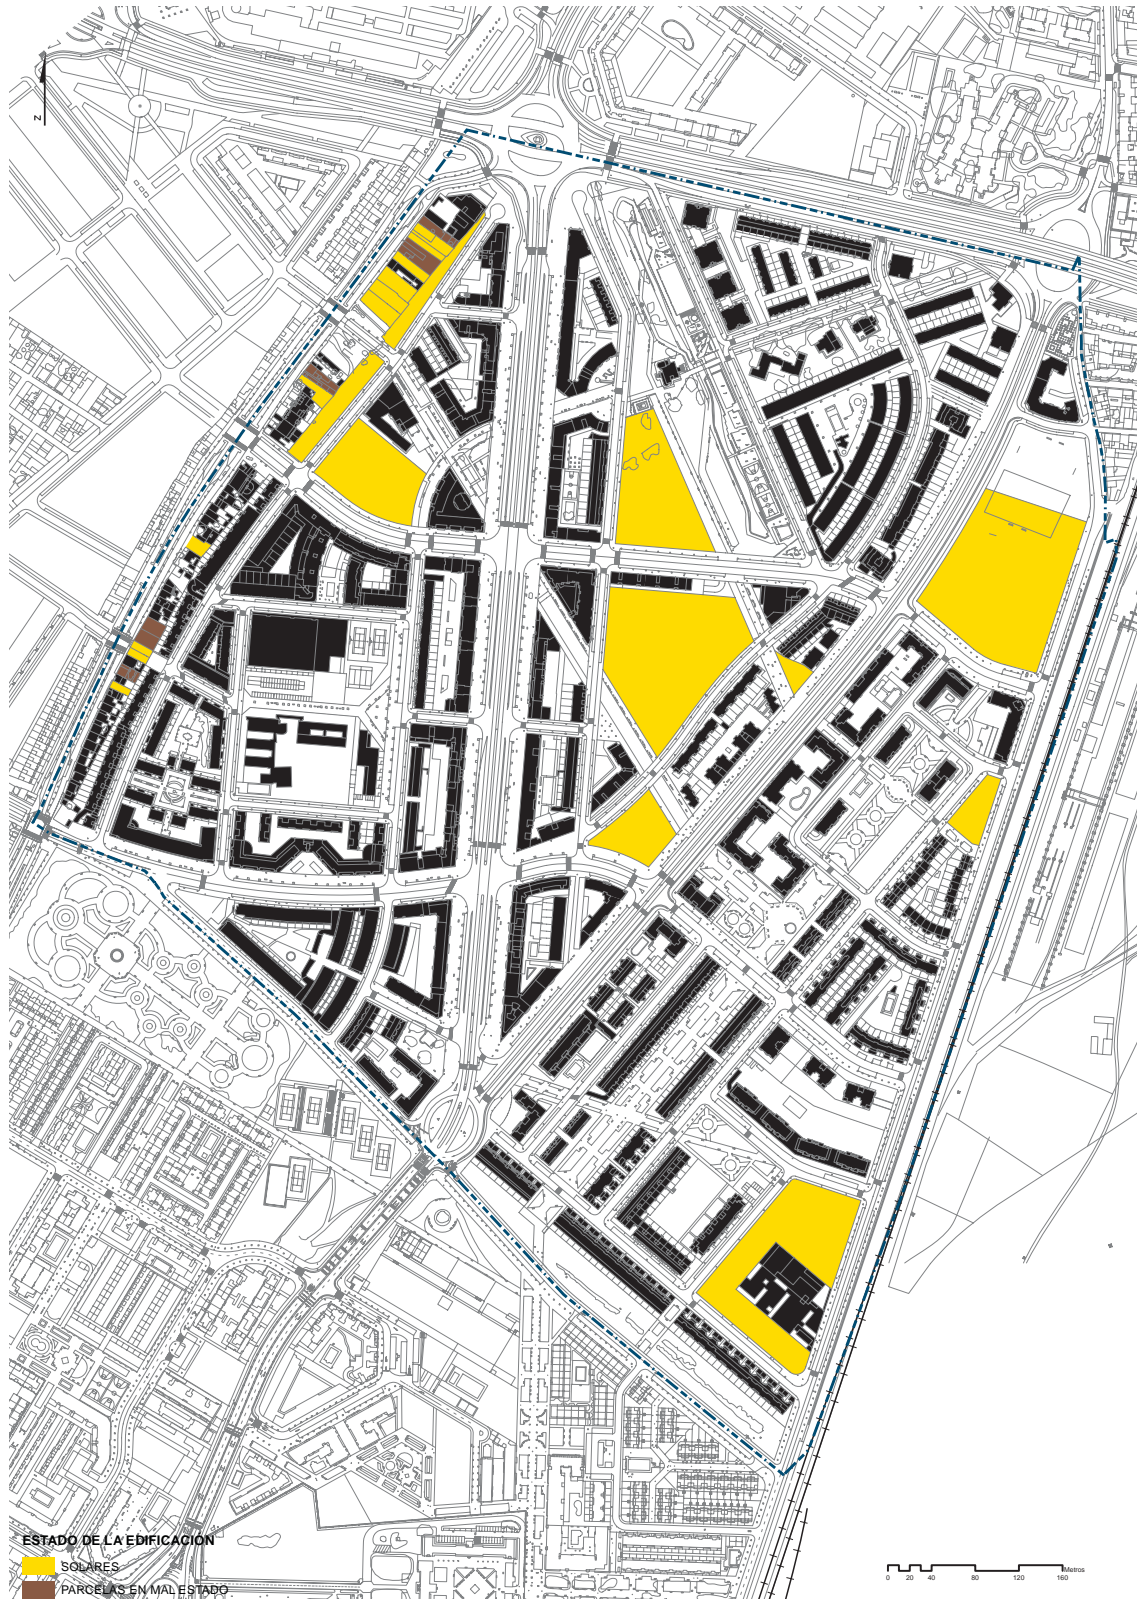 Z
ESTADO DE LA EDIFICACIÓN
SOLARES
PARCELAS EN MAL ESTADO
Metros
0 20 40 80 120 160